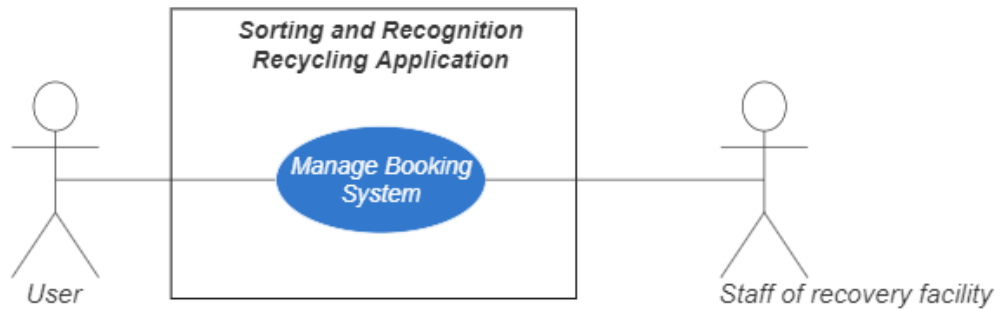 Sorting and Recognition
Recycling Application
Manage Booking
System
User
Staff of recovery facility